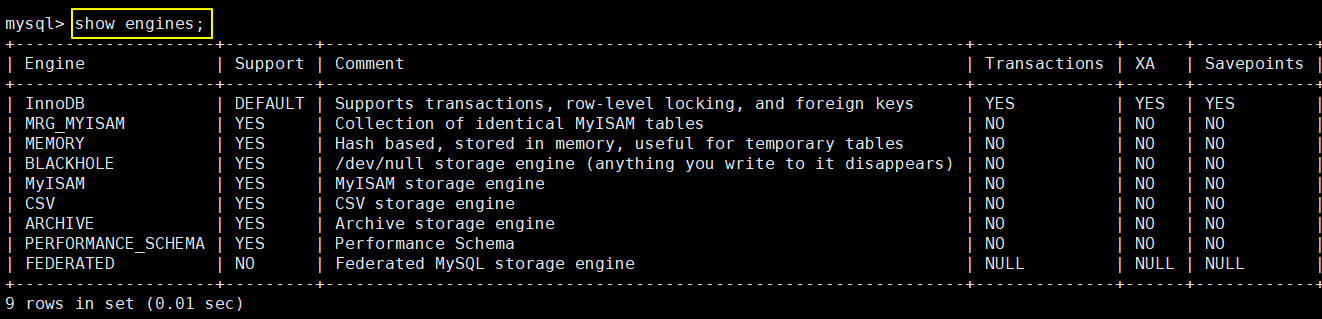 mysql> show engines;
+--------------------+---------+----------------------------------------------------------------+--------------+------+------------+
| Engine             | Support | Comment                                                        | Transactions | XA   | Savepoints |
+--------------------+---------+----------------------------------------------------------------+--------------+------+------------+
| InnoDB             | DEFAULT | Supports transactions, row-level locking, and foreign keys     | YES          | YES  | YES        |
| MRG_MYISAM         | YES     | Collection of identical MyISAM tables                          | NO           | NO   | NO         |
| MEMORY             | YES     | Hash based, stored in memory, useful for temporary tables      | NO           | NO   | NO         |
| BLACKHOLE          | YES     | /dev/null storage engine (anything you write to it disappears) | NO           | NO   | NO         |
| MyISAM             | YES     | MyISAM storage engine                                          | NO           | NO   | NO         |
| CSV                | YES     | CSV storage engine                                             | NO           | NO   | NO         |
| ARCHIVE            | YES     | Archive storage engine                                         | NO           | NO   | NO         |
| PERFORMANCE_SCHEMA | YES     | Performance Schema                                             | NO           | NO   | NO         |
| FEDERATED          | NO      | Federated MySQL storage engine                                 | NULL         | NULL | NULL       |
+--------------------+---------+----------------------------------------------------------------+--------------+------+------------+
9 rows in set (0.01 sec)